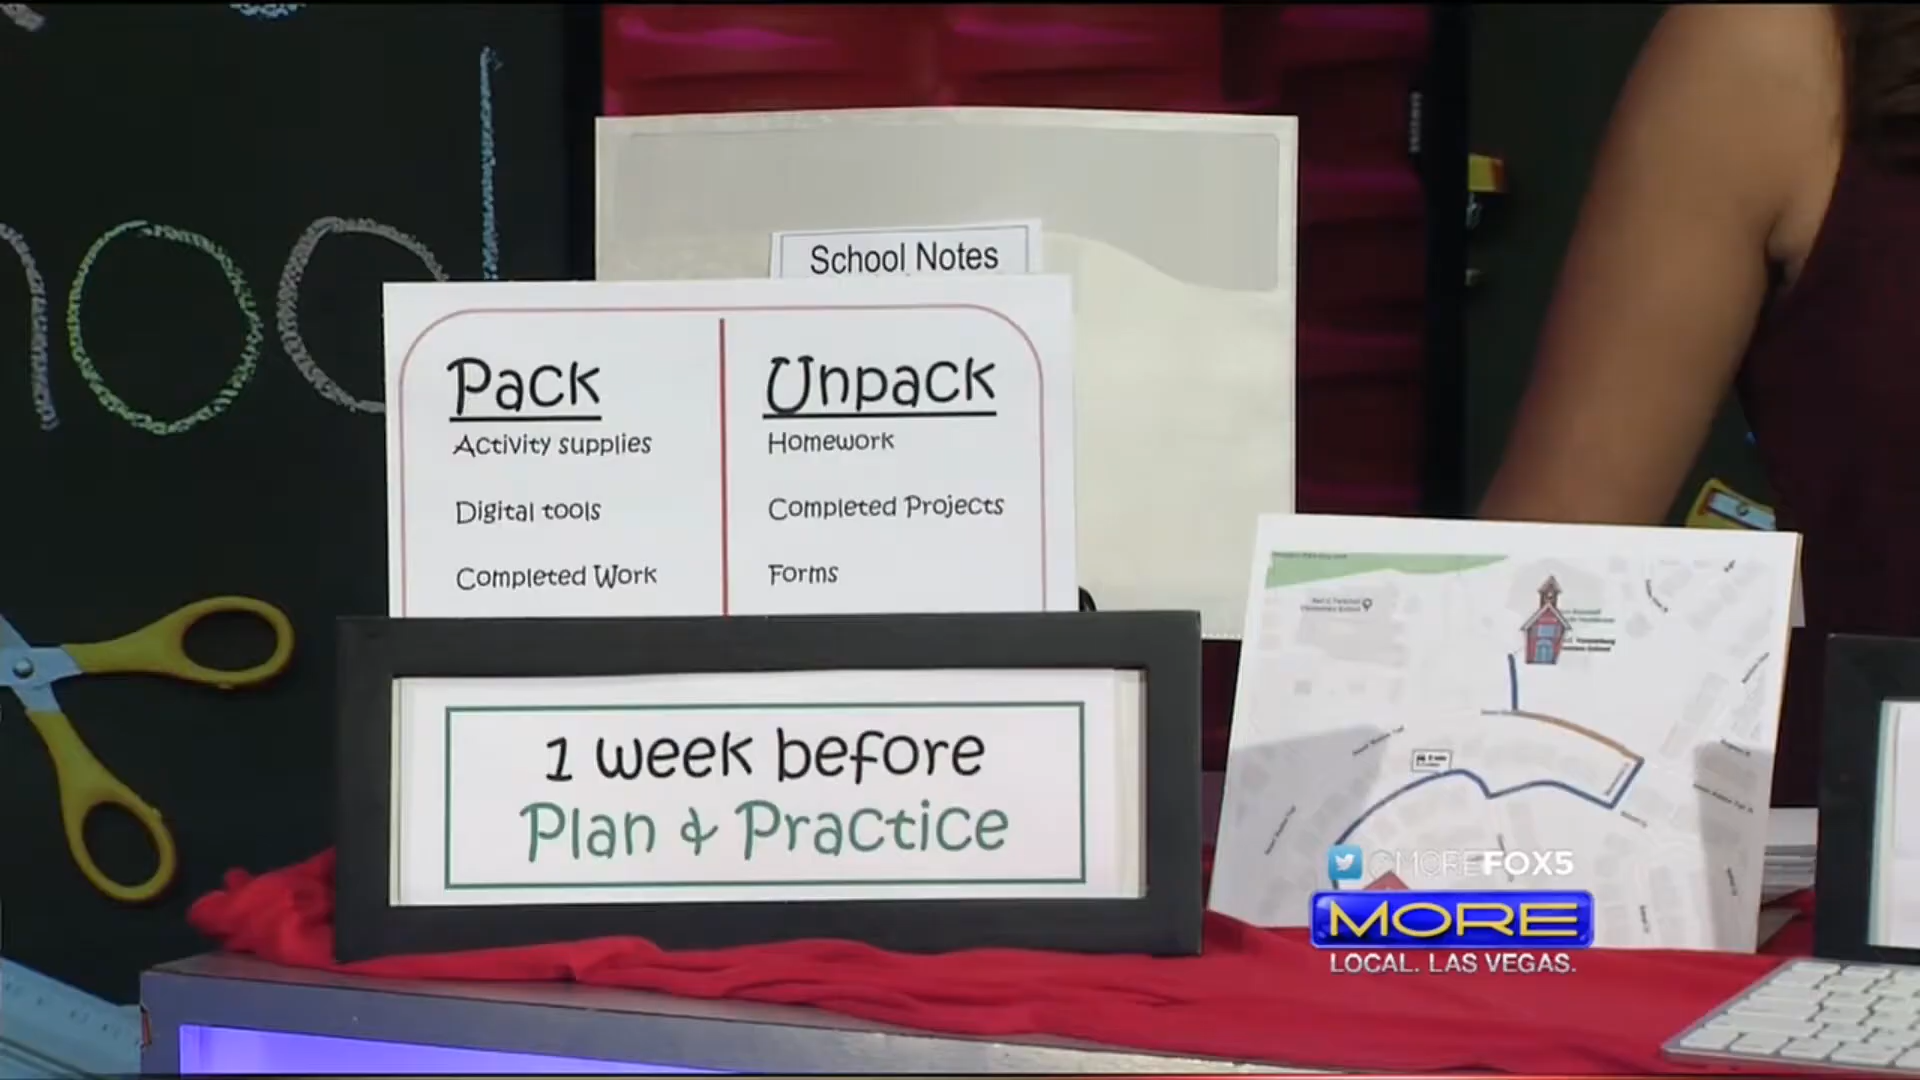 ool
School Notes
Pack
Activity supplies
Digital tools
Completed Work
Unpack
Homework
Completed Projects
Forms
1 week before
Plan & Practice
@MOREFOX5
MORE
LOCAL. LAS VEGAS.